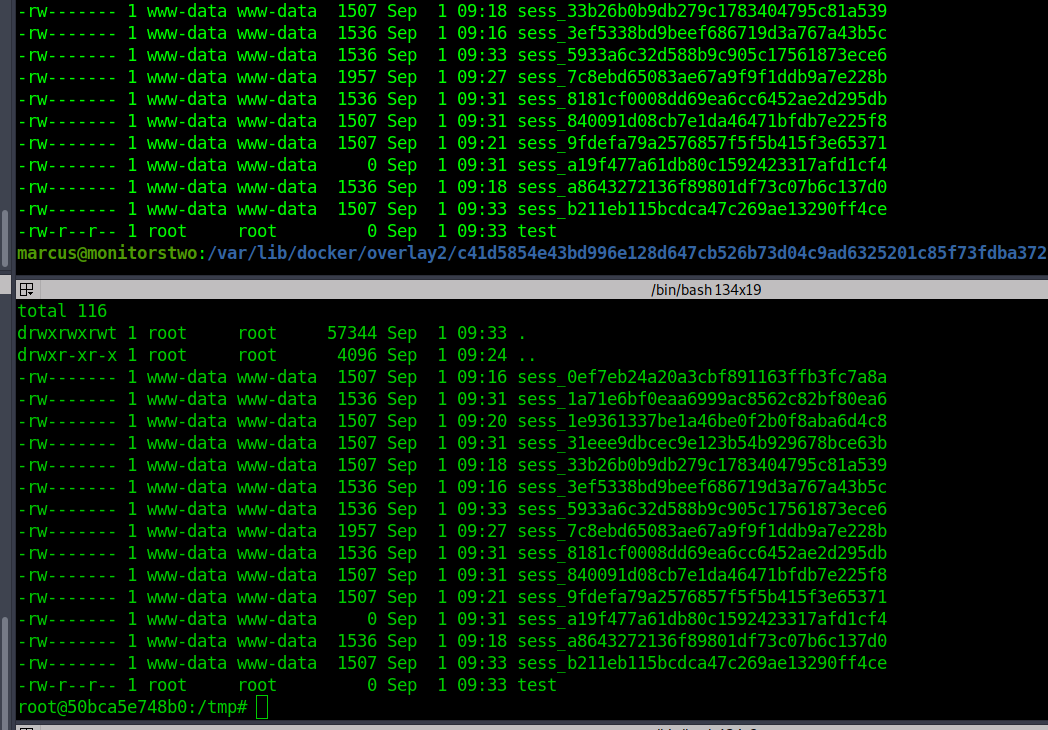 -rw------- 1 www-data www-data  1507 Sep  1 09:18 sess_33b26b0b9db279c1783404795c81a539
-rw------- 1 www-data www-data  1536 Sep  1 09:16 sess_3ef5338bd9beef686719d3a767a43b5c
-rw------- 1 www-data www-data  1536 Sep  1 09:33 sess_5933a6c32d588b9c905c17561873ece6
-rw------- 1 www-data www-data  1957 Sep  1 09:27 sess_7c8ebd65083ae67a9f9f1ddb9a7e228b
-rw------- 1 www-data www-data  1536 Sep  1 09:31 sess_8181cf0008dd69ea6cc6452ae2d295db
-rw------- 1 www-data www-data  1507 Sep  1 09:31 sess_840091d08cb7e1da46471bfdb7e225f8
-rw------- 1 www-data www-data  1507 Sep  1 09:21 sess_9fdefa79a2576857f5f5b415f3e65371
-rw------- 1 www-data www-data     0 Sep  1 09:31 sess_a19f477a61db80c1592423317afd1cf4
-rw------- 1 www-data www-data  1536 Sep  1 09:18 sess_a8643272136f89801df73c07b6c137d0
-rw------- 1 www-data www-data  1507 Sep  1 09:33 sess_b211eb115bcdca47c269ae13290ff4ce
-rw-r--r-- 1 root     root         0 Sep  1 09:33 test
marcus@monitorstwo:/var/lib/docker/overlay2/c41d5854e43bd996e128d647cb526b73d04c9ad6325201c85f73fdba372
/bin/bash 134x19
total 116
drwxrwxrwt 1 root     root     57344 Sep  1 09:33 .
drwxr-xr-x 1 root     root      4096 Sep  1 09:24 ..
-rw------- 1 www-data www-data  1507 Sep  1 09:16 sess_0ef7eb24a20a3cbf891163ffb3fc7a8a
-rw------- 1 www-data www-data  1536 Sep  1 09:31 sess_1a71e6bf0eaa6999ac8562c82bf80ea6
-rw------- 1 www-data www-data  1507 Sep  1 09:20 sess_1e9361337be1a46be0f2b0f8aba6d4c8
-rw------- 1 www-data www-data  1507 Sep  1 09:31 sess_31eee9dbcec9e123b54b929678bce63b
-rw------- 1 www-data www-data  1507 Sep  1 09:18 sess_33b26b0b9db279c1783404795c81a539
-rw------- 1 www-data www-data  1536 Sep  1 09:16 sess_3ef5338bd9beef686719d3a767a43b5c
-rw------- 1 www-data www-data  1536 Sep  1 09:33 sess_5933a6c32d588b9c905c17561873ece6
-rw------- 1 www-data www-data  1957 Sep  1 09:27 sess_7c8ebd65083ae67a9f9f1ddb9a7e228b
-rw------- 1 www-data www-data  1536 Sep  1 09:31 sess_8181cf0008dd69ea6cc6452ae2d295db
-rw------- 1 www-data www-data  1507 Sep  1 09:31 sess_840091d08cb7e1da46471bfdb7e225f8
-rw------- 1 www-data www-data  1507 Sep  1 09:21 sess_9fdefa79a2576857f5f5b415f3e65371
-rw------- 1 www-data www-data     0 Sep  1 09:31 sess_a19f477a61db80c1592423317afd1cf4
-rw------- 1 www-data www-data  1536 Sep  1 09:18 sess_a8643272136f89801df73c07b6c137d0
-rw------- 1 www-data www-data  1507 Sep  1 09:33 sess_b211eb115bcdca47c269ae13290ff4ce
-rw-r--r-- 1 root     root         0 Sep  1 09:33 test
root@50bca5e748b0:/tmp#